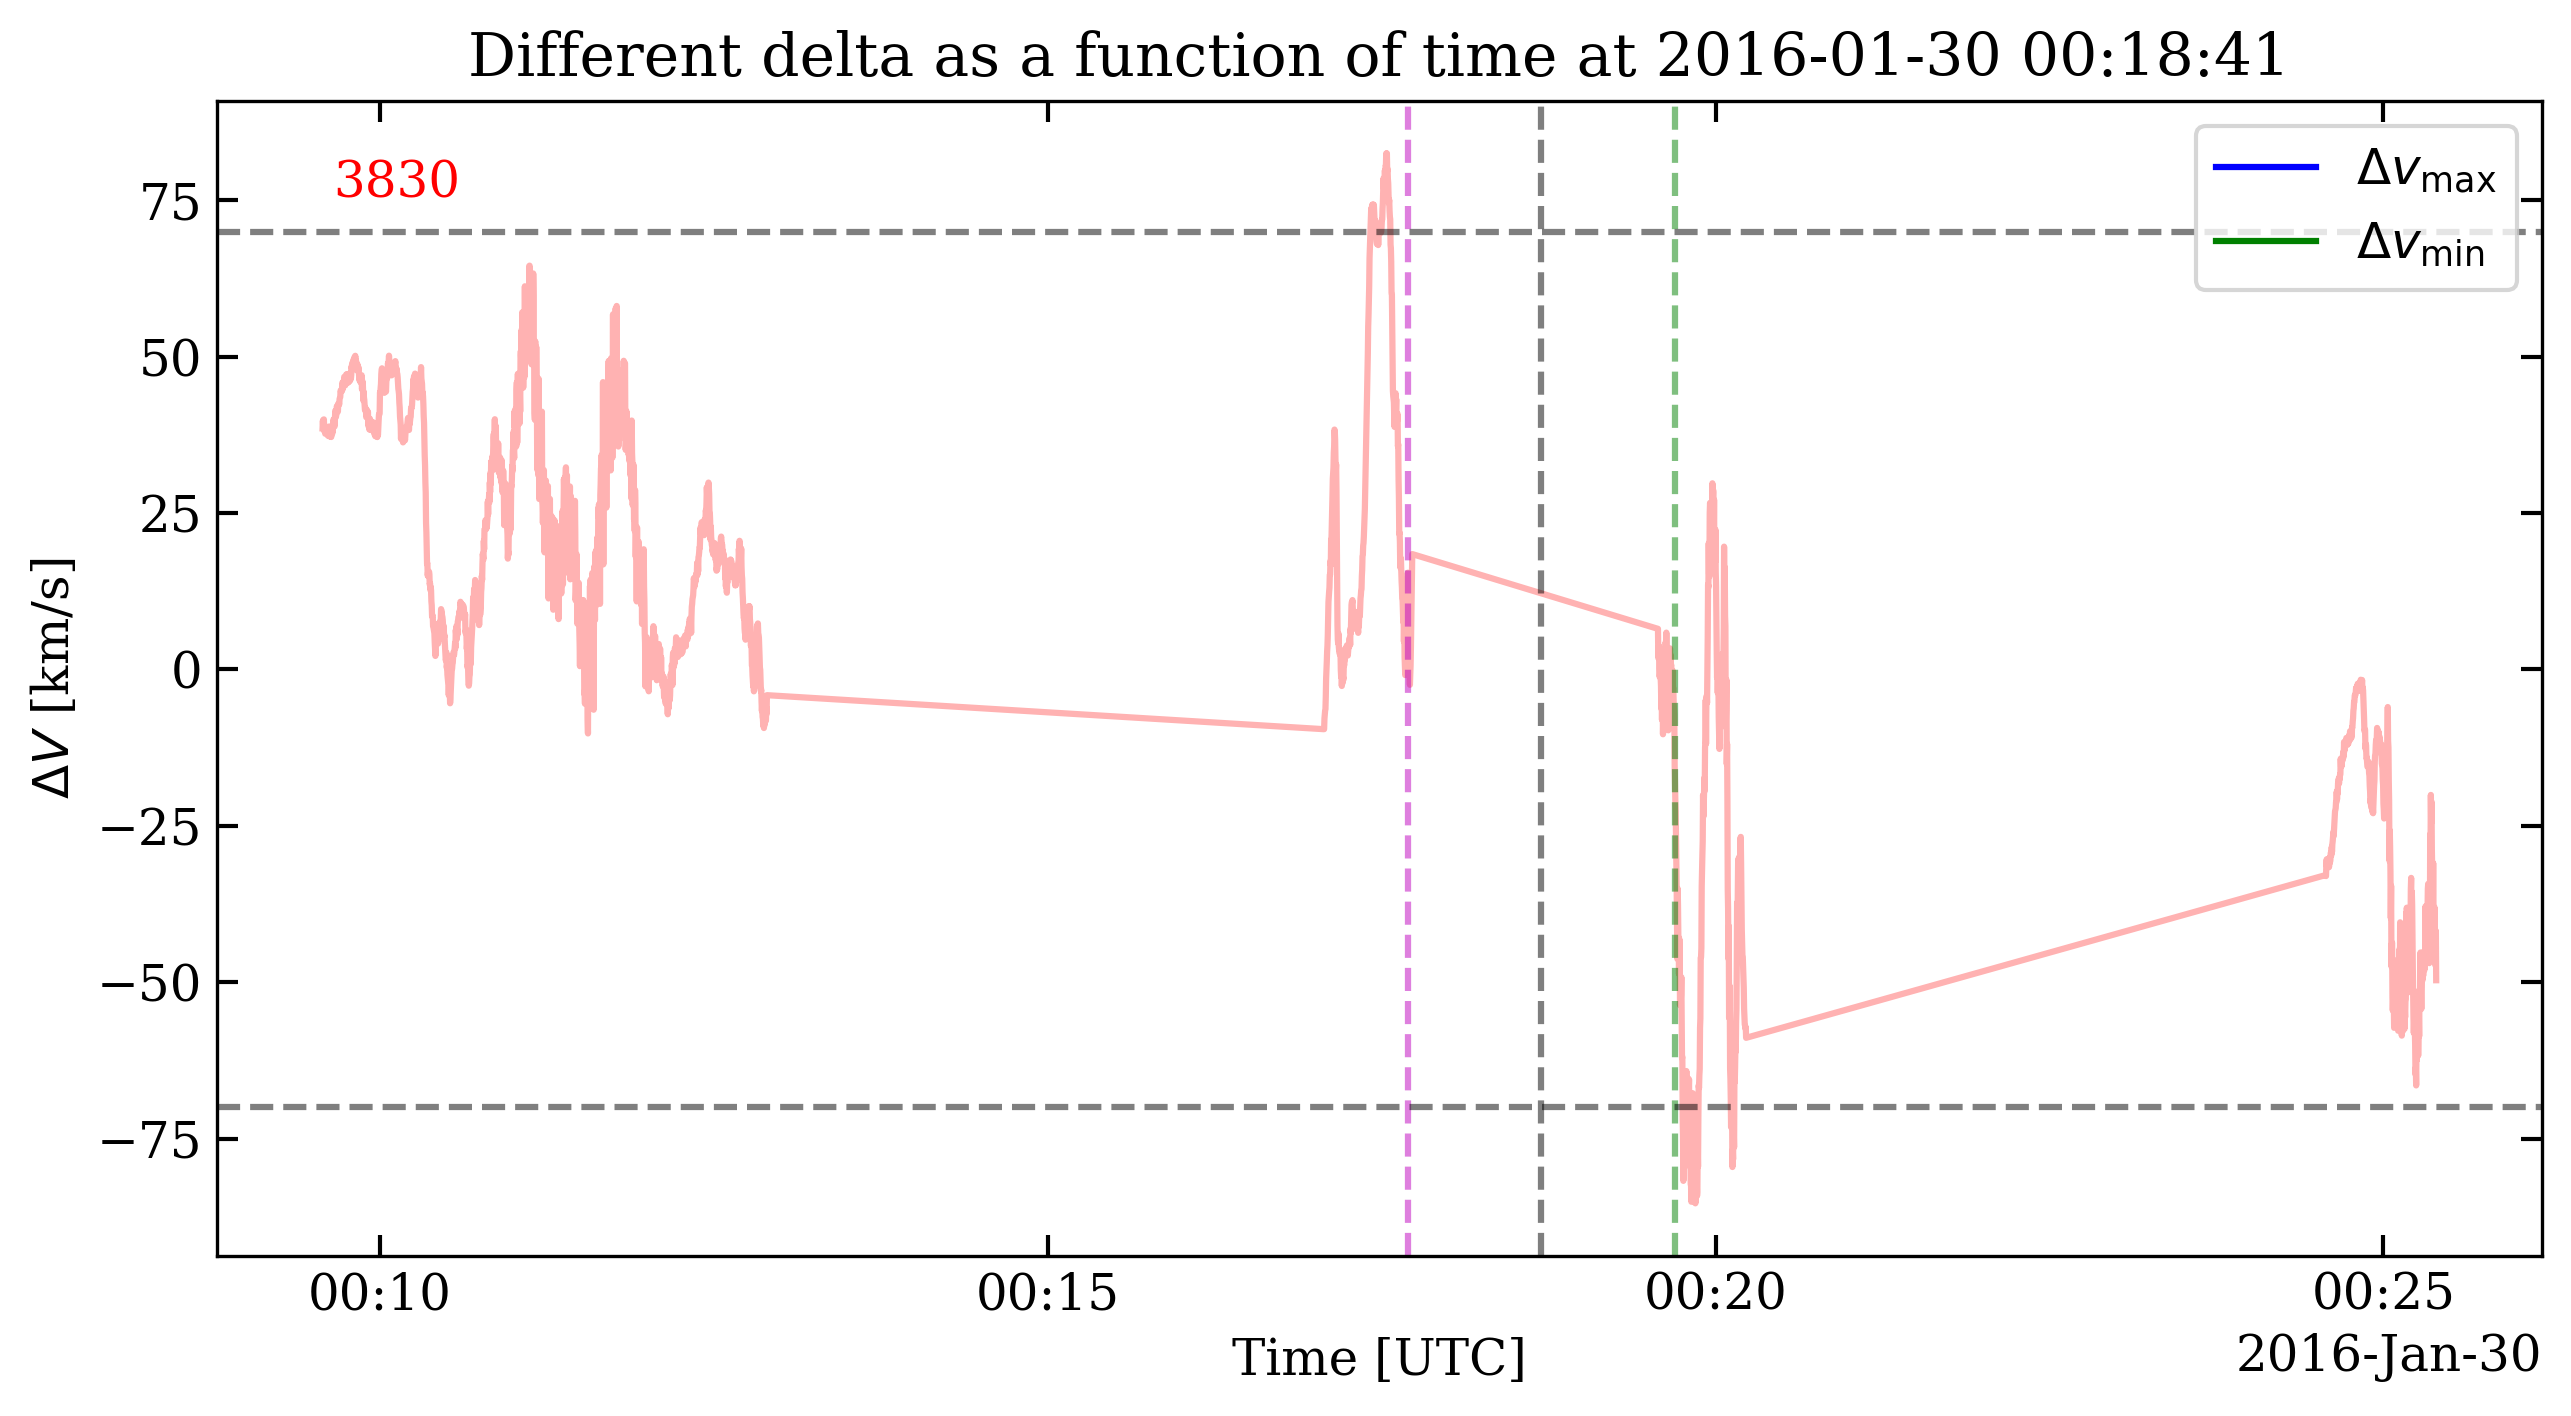 Different delta as a function of time at 2016-01-30 00:18:41
3830
Δv_max
Δv_min
75
50
25
0
−25
−50
−75
ΔV [km/s]
00:10 00:15 00:20 00:25
Time [UTC]
2016-Jan-30